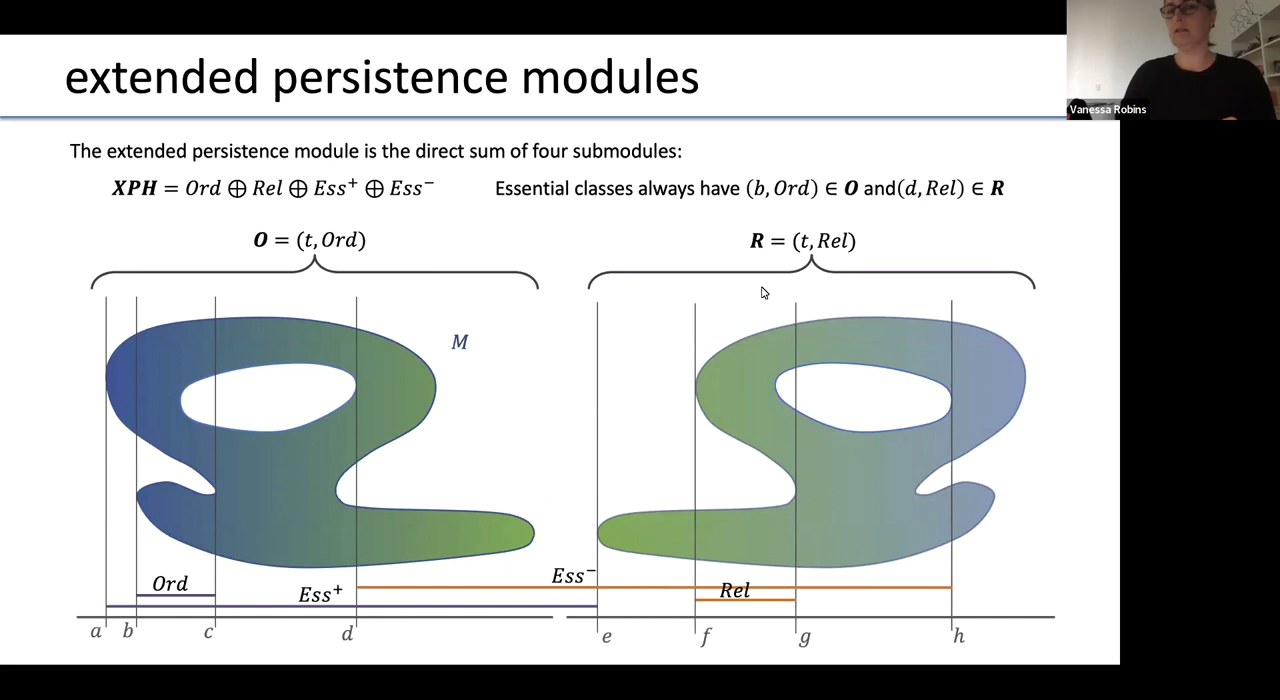 extended persistence modules
Vanessa Robins
The extended persistence module is the direct sum of four submodules:
XPH = Ord ⊕ Rel ⊕ Ess⁺ ⊕ Ess⁻
Essential classes always have (b, Ord) ∈ O and(d, Rel) ∈ R
O = (t, Ord)
R = (t, Rel)
M
Ord
Ess⁺
Ess⁻
Rel
a b c d e f g h